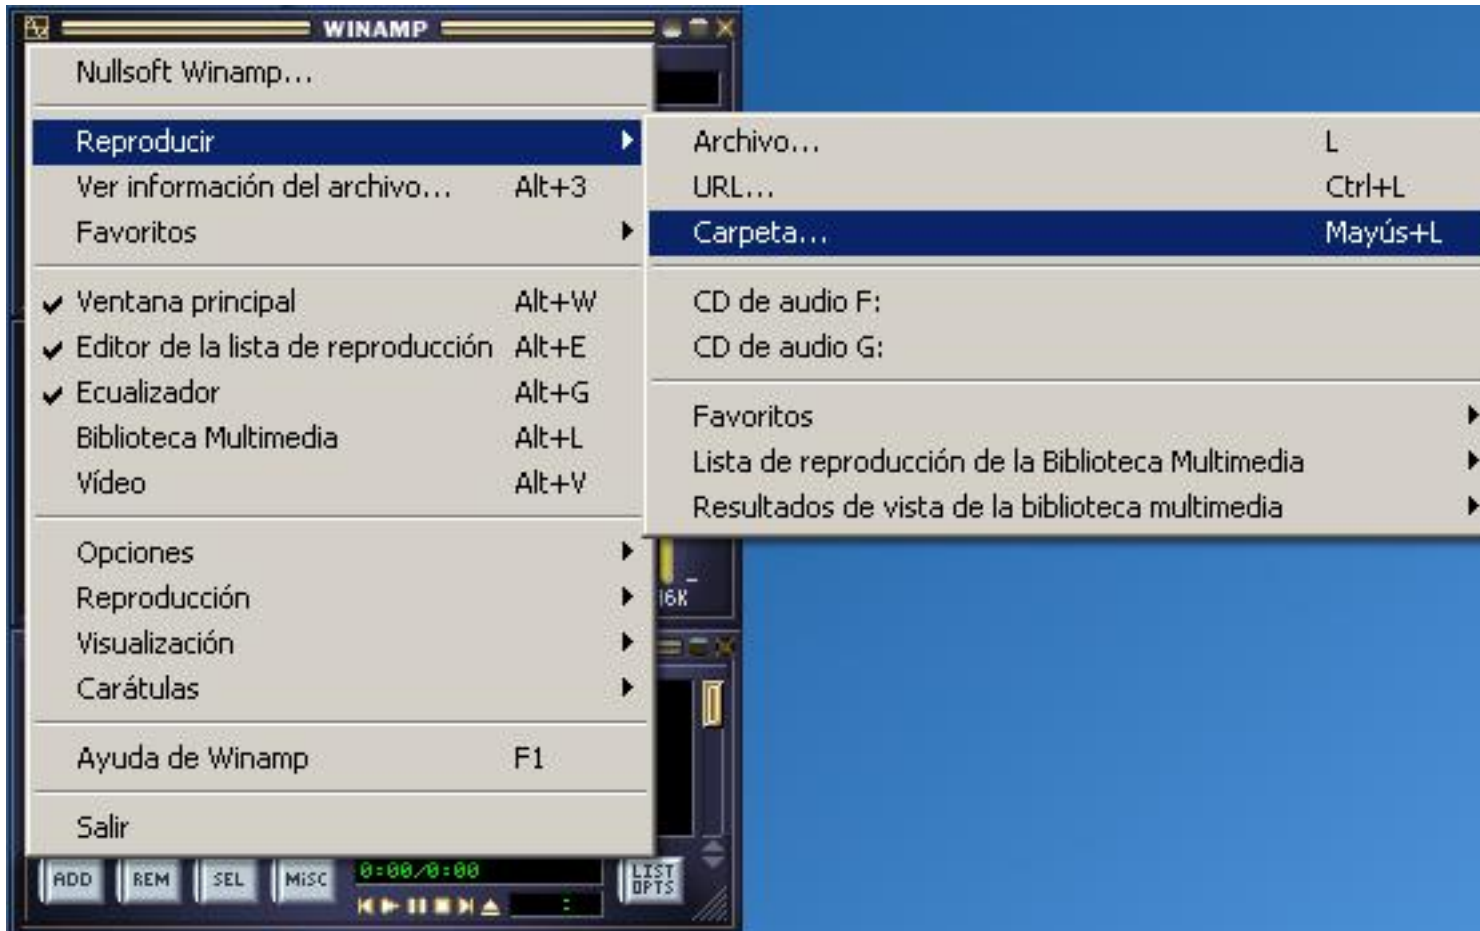 WINAMP
Nullsoft Winamp...
Reproducir
Ver información del archivo... Alt+3
Favoritos
Ventana principal Alt+W
Editor de la lista de reproducción Alt+E
Ecualizador Alt+G
Biblioteca Multimedia Alt+L
Vídeo Alt+V
Opciones
Reproducción
Visualización
Carátulas
Ayuda de Winamp F1
Salir
Archivo... L
URL... Ctrl+L
Carpeta... Mayús+L
CD de audio F:
CD de audio G:
Favoritos
Lista de reproducción de la Biblioteca Multimedia
Resultados de vista de la biblioteca multimedia
16K
ADD REM SEL MiSC 0:00/0:00 LIST
OPTS
: